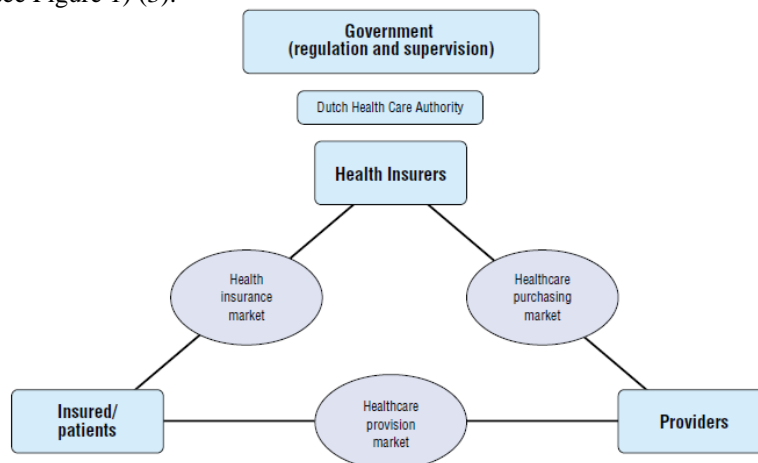 see Figure 1) (3).
Government
(regulation and supervision)
Dutch Health Care Authority
Health Insurers
Health
insurance
market
Healthcare
purchasing
market
Insured/
patients
Healthcare
provision
market
Providers